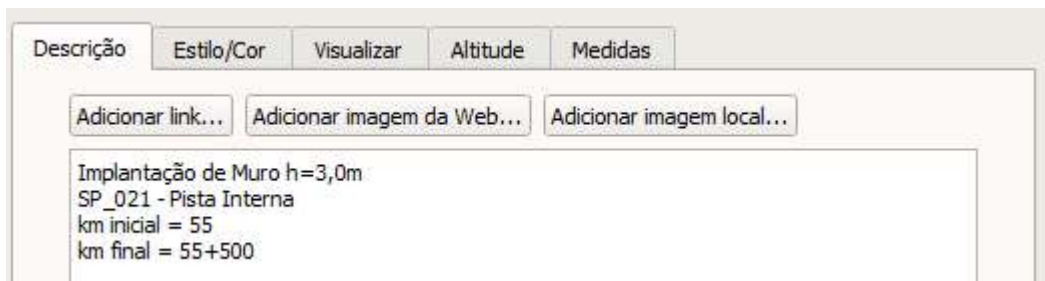 Descrição Estilo/Cor Visualizar Altitude Medidas
Adicionar link... Adicionar imagem da Web... Adicionar imagem local...
Implantação de Muro h=3,0m
SP_021 - Pista Interna
km inicial = 55
km final = 55+500